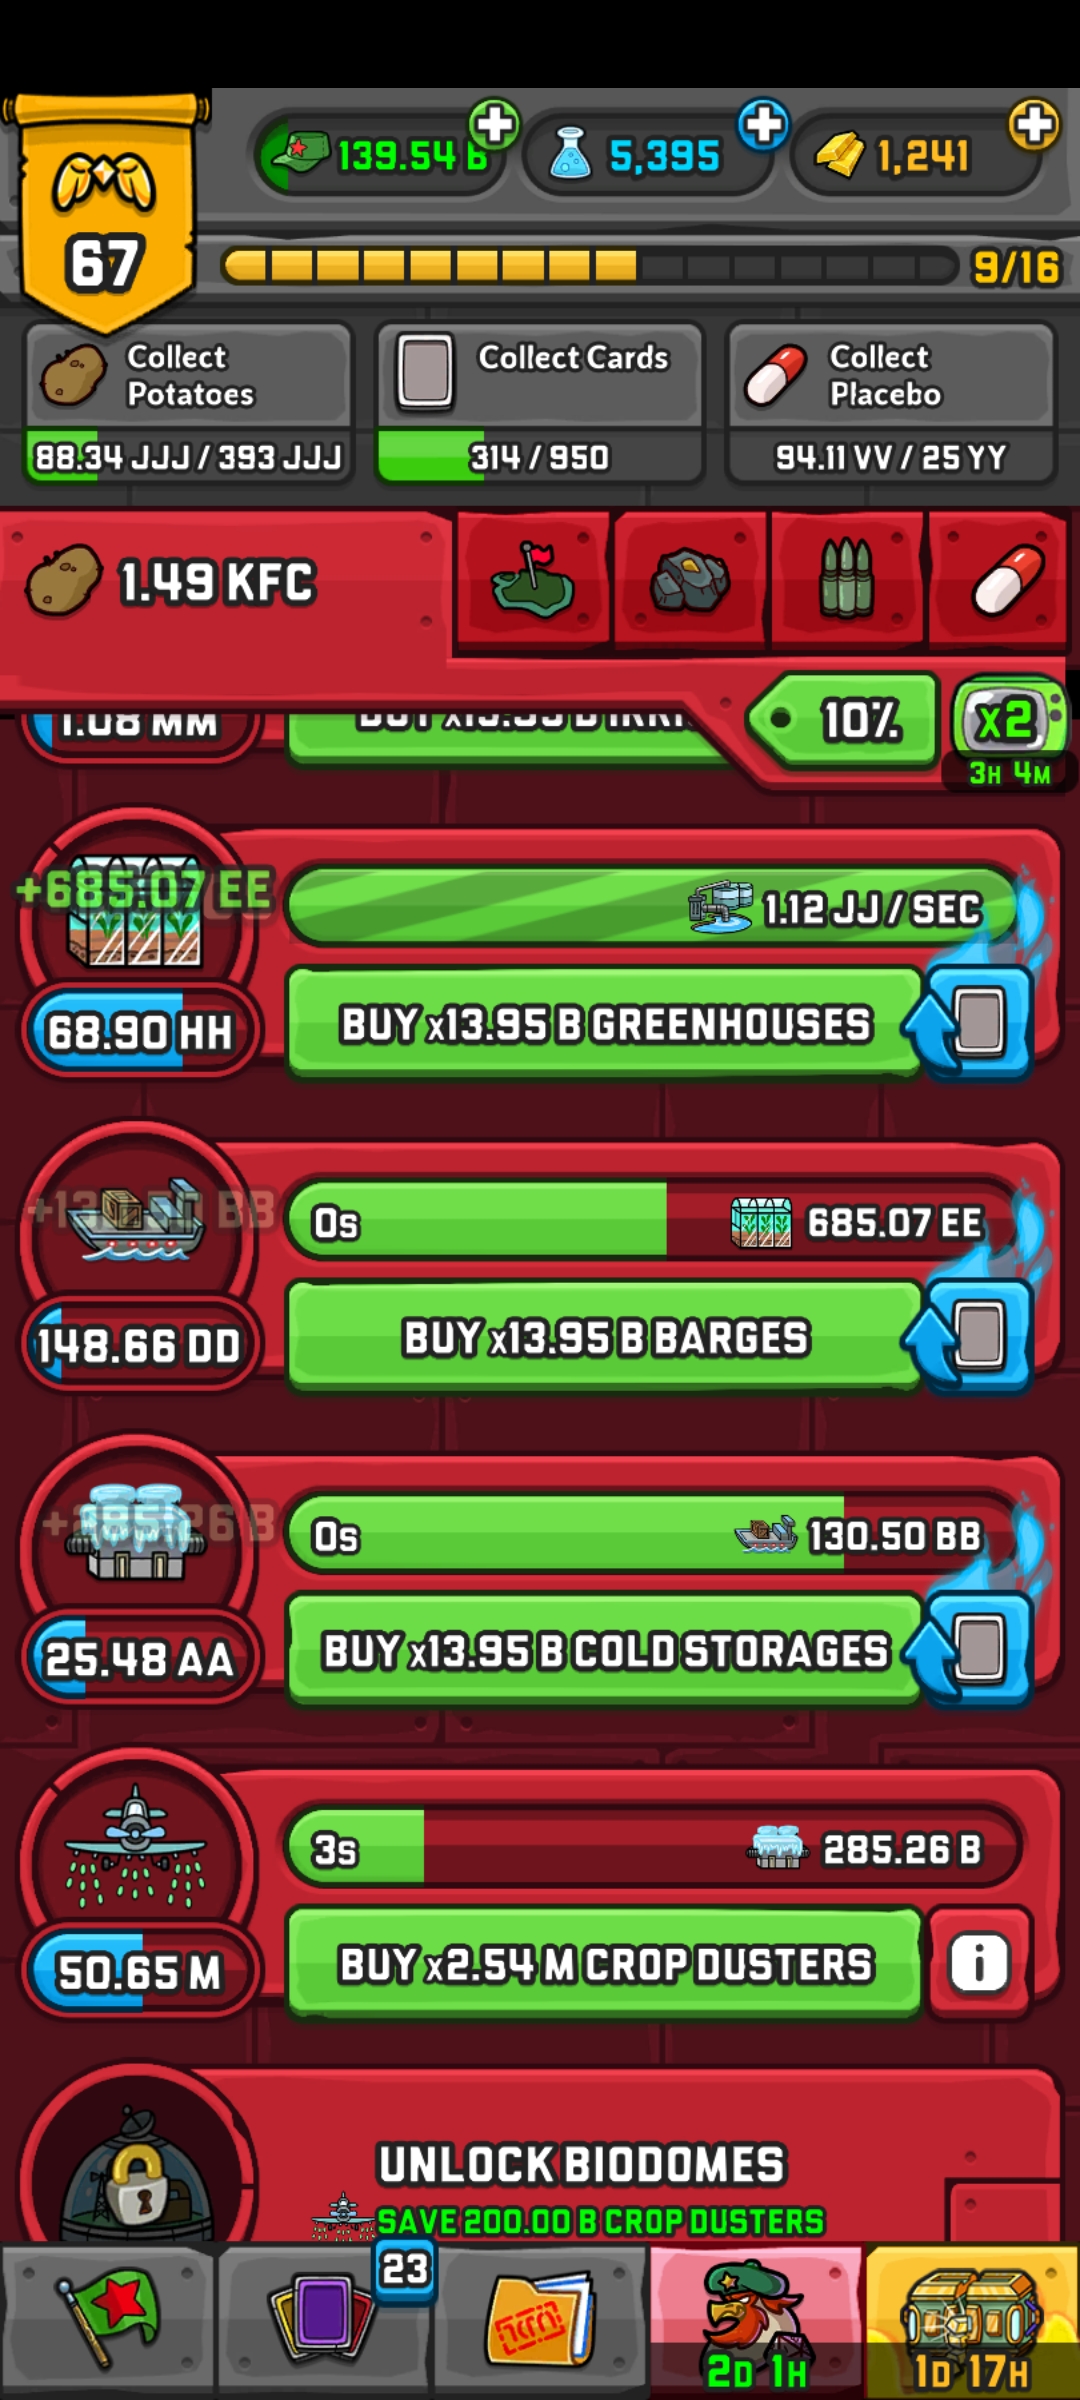 139.54 B
5,395
1,241
67
9/16
Collect Potatoes
88.34 JJJ / 393 JJJ
Collect Cards
314 / 950
Collect Placebo
94.11 VV / 25 YY
1.49 KFC
10%
x2
3H 4M
1.08 MM
+685.07 EE
1.12 JJ / SEC
68.90 HH
BUY x13.95 B GREENHOUSES
0s
685.07 EE
148.66 DD
BUY x13.95 B BARGES
0s
130.50 BB
25.48 AA
BUY x13.95 B COLD STORAGES
3s
285.26 B
50.65 M
BUY x2.54 M CROP DUSTERS
i
UNLOCK BIODOMES
SAVE 200.00 B CROP DUSTERS
23
2D 1H
1D 17H